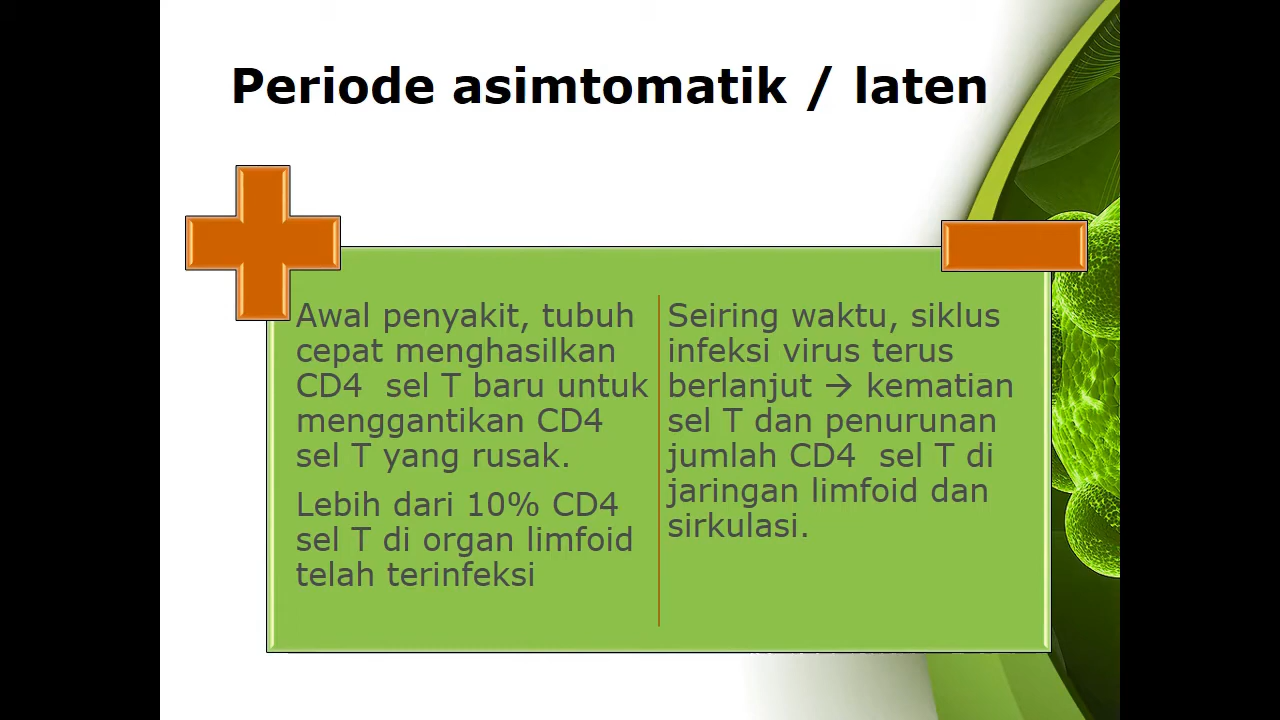 Periode asimtomatik / laten
Awal penyakit, tubuh
cepat menghasilkan
CD4  sel T baru untuk
menggantikan CD4
sel T yang rusak.
Lebih dari 10% CD4
sel T di organ limfoid
telah terinfeksi
Seiring waktu, siklus
infeksi virus terus
berlanjut → kematian
sel T dan penurunan
jumlah CD4  sel T di
jaringan limfoid dan
sirkulasi.